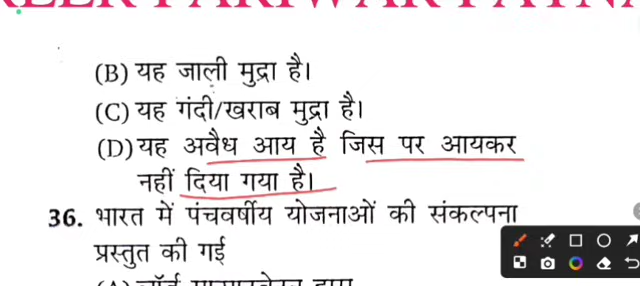 (B) यह जाली मुद्रा है।
(C) यह गंदी/खराब मुद्रा है।
(D) यह अवैध आय है जिस पर आयकर
नहीं दिया गया है।
36. भारत में पंचवर्षीय योजनाओं की संकल्पना
प्रस्तुत की गई